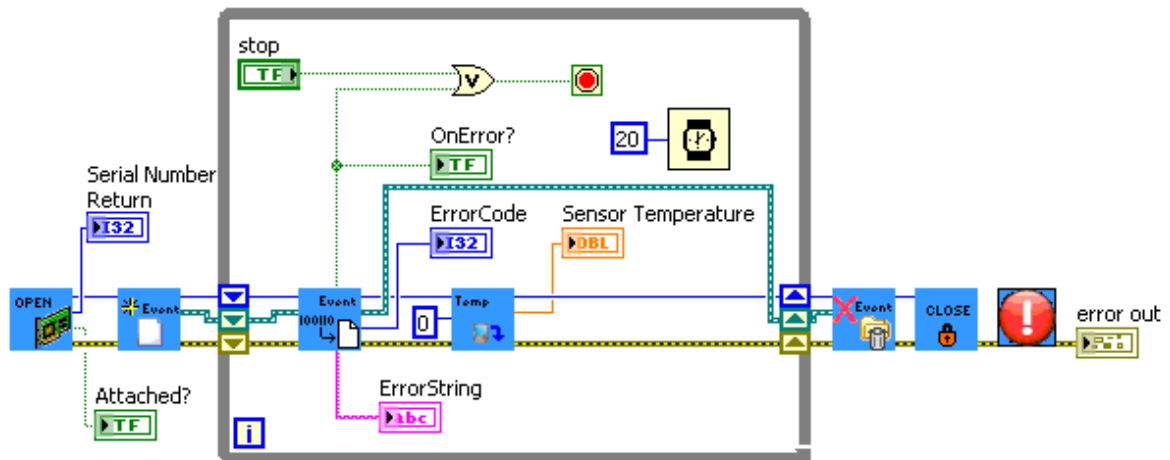 stop
TF
V
OnError?
TF
20
Serial Number
Return
I32
ErrorCode
I32
Sensor Temperature
DBL
OPEN
Event
Event
100110
0
Temp
Event
CLOSE
error out
Attached?
TF
ErrorString
abc
i